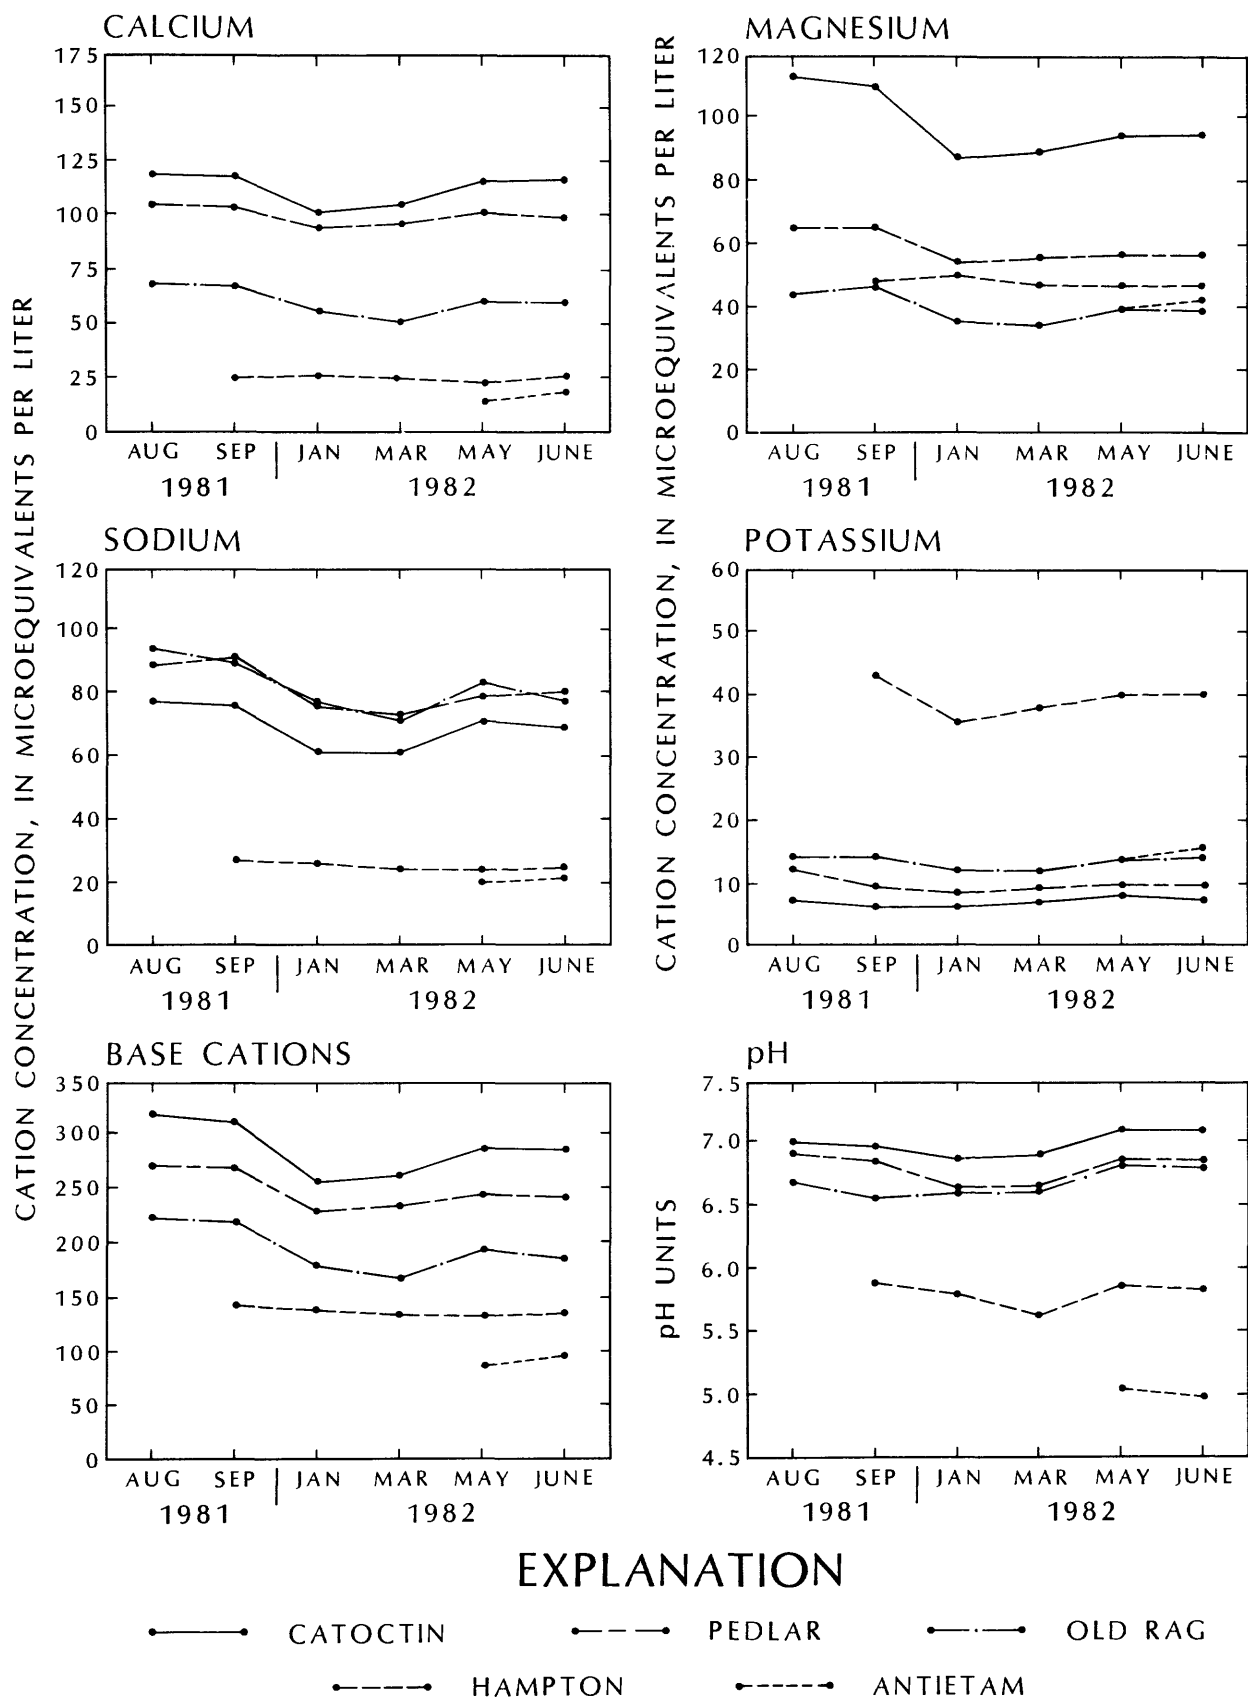 CALCIUM
175
150
125
100
75
50
25
0
AUG SEP JAN MAR MAY JUNE
1981 1982
MAGNESIUM
120
100
80
60
40
20
0
AUG SEP JAN MAR MAY JUNE
1981 1982
SODIUM
120
100
80
60
40
20
0
AUG SEP JAN MAR MAY JUNE
1981 1982
POTASSIUM
60
50
40
30
20
10
0
AUG SEP JAN MAR MAY JUNE
1981 1982
BASE CATIONS
350
300
250
200
150
100
50
0
AUG SEP JAN MAR MAY JUNE
1981 1982
pH
7.5
7.0
6.5
6.0
5.5
5.0
4.5
AUG SEP JAN MAR MAY JUNE
1981 1982
CATION CONCENTRATION, IN MICROEQUIVALENTS PER LITER
CATION CONCENTRATION, IN MICROEQUIVALENTS PER LITER
pH UNITS
EXPLANATION
CATOCTIN PEDLAR OLD RAG
HAMPTON ANTIETAM